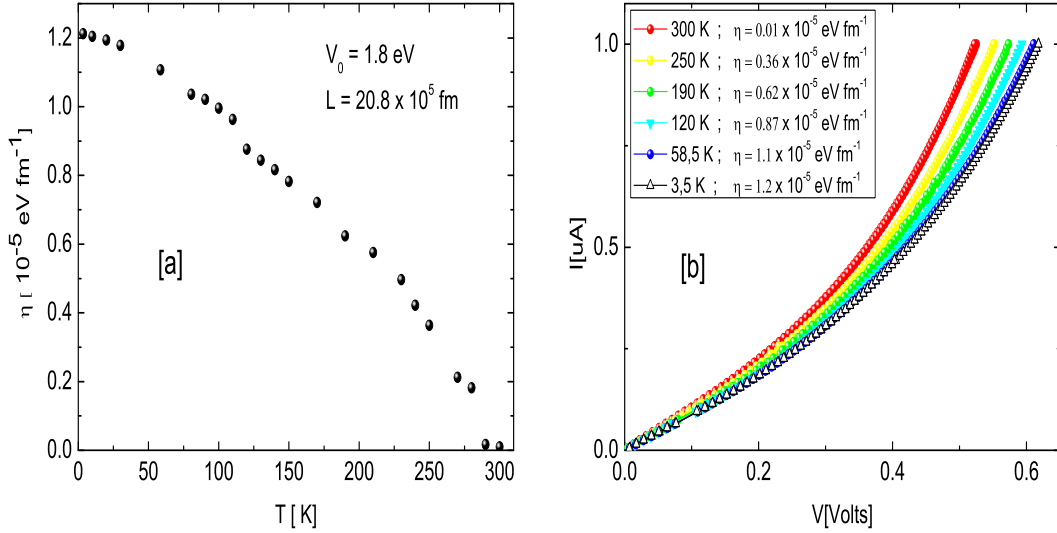 1.2
1.0
0.8
0.6
0.4
0.2
0.0
0
50
100
150
200
250
300
η [ 10⁻⁵ eV fm⁻¹]
T [ K]
V₀ = 1.8 eV
L = 20.8 x 10⁵ fm
[a]
300 K ; η = 0.01 x 10⁻⁵ eV fm⁻¹
250 K ; η = 0.36 x 10⁻⁵ eV fm⁻¹
190 K ; η = 0.62 x 10⁻⁵ eV fm⁻¹
120 K ; η = 0.87 x 10⁻⁵ eV fm⁻¹
58,5 K ; η = 1.1 x 10⁻⁵ eV fm⁻¹
3,5 K ; η = 1.2 x 10⁻⁵ eV fm⁻¹
1.0
0.5
0.0
0.0
0.2
0.4
0.6
I[uA]
V[Volts]
[b]